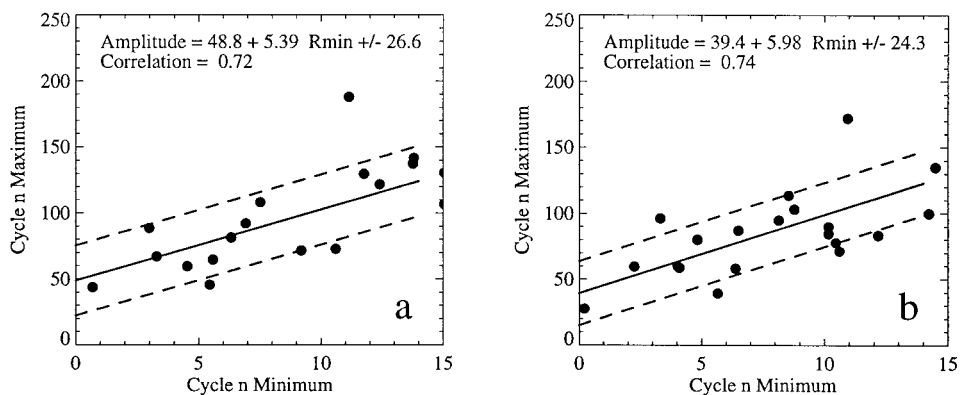 Amplitude = 48.8 + 5.39 Rmin +/- 26.6
Correlation = 0.72
250
200
150
100
50
0
Cycle n Maximum
0 5 10 15
Cycle n Minimum
a
Amplitude = 39.4 + 5.98 Rmin +/- 24.3
Correlation = 0.74
250
200
150
100
50
0
Cycle n Maximum
0 5 10 15
Cycle n Minimum
b